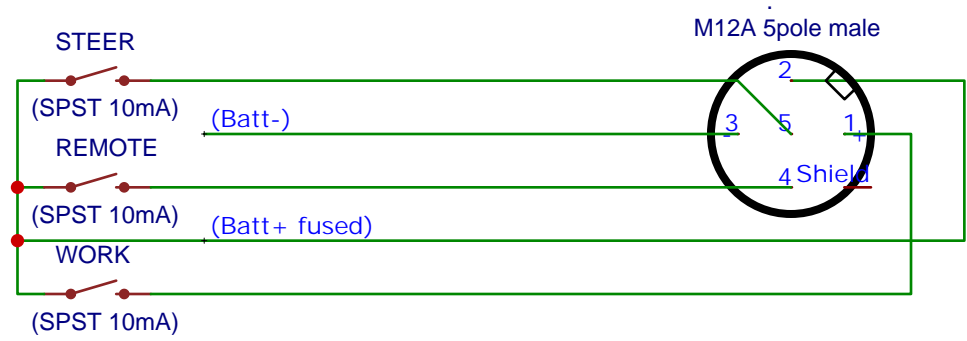 M12A 5pole male
STEER
(SPST 10mA)
2
(Batt-)
3
5
1
-
+
REMOTE
4
Shield
(SPST 10mA)
(Batt+ fused)
WORK
(SPST 10mA)